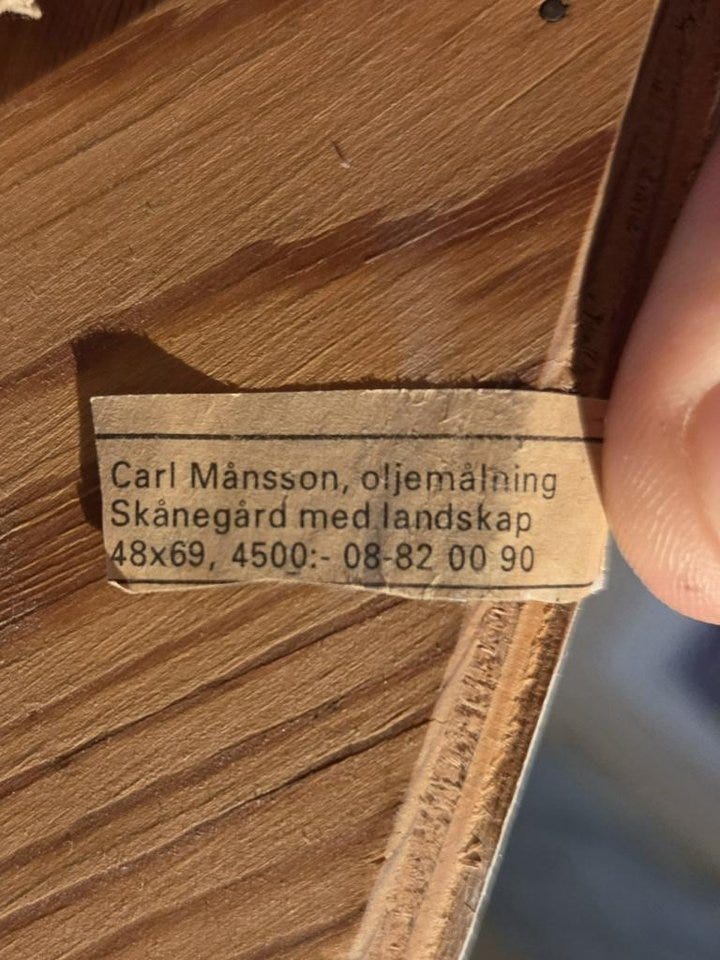 Carl Månsson, oljemålning
Skånegård med landskap
48x69, 4500:- 08-82 00 90